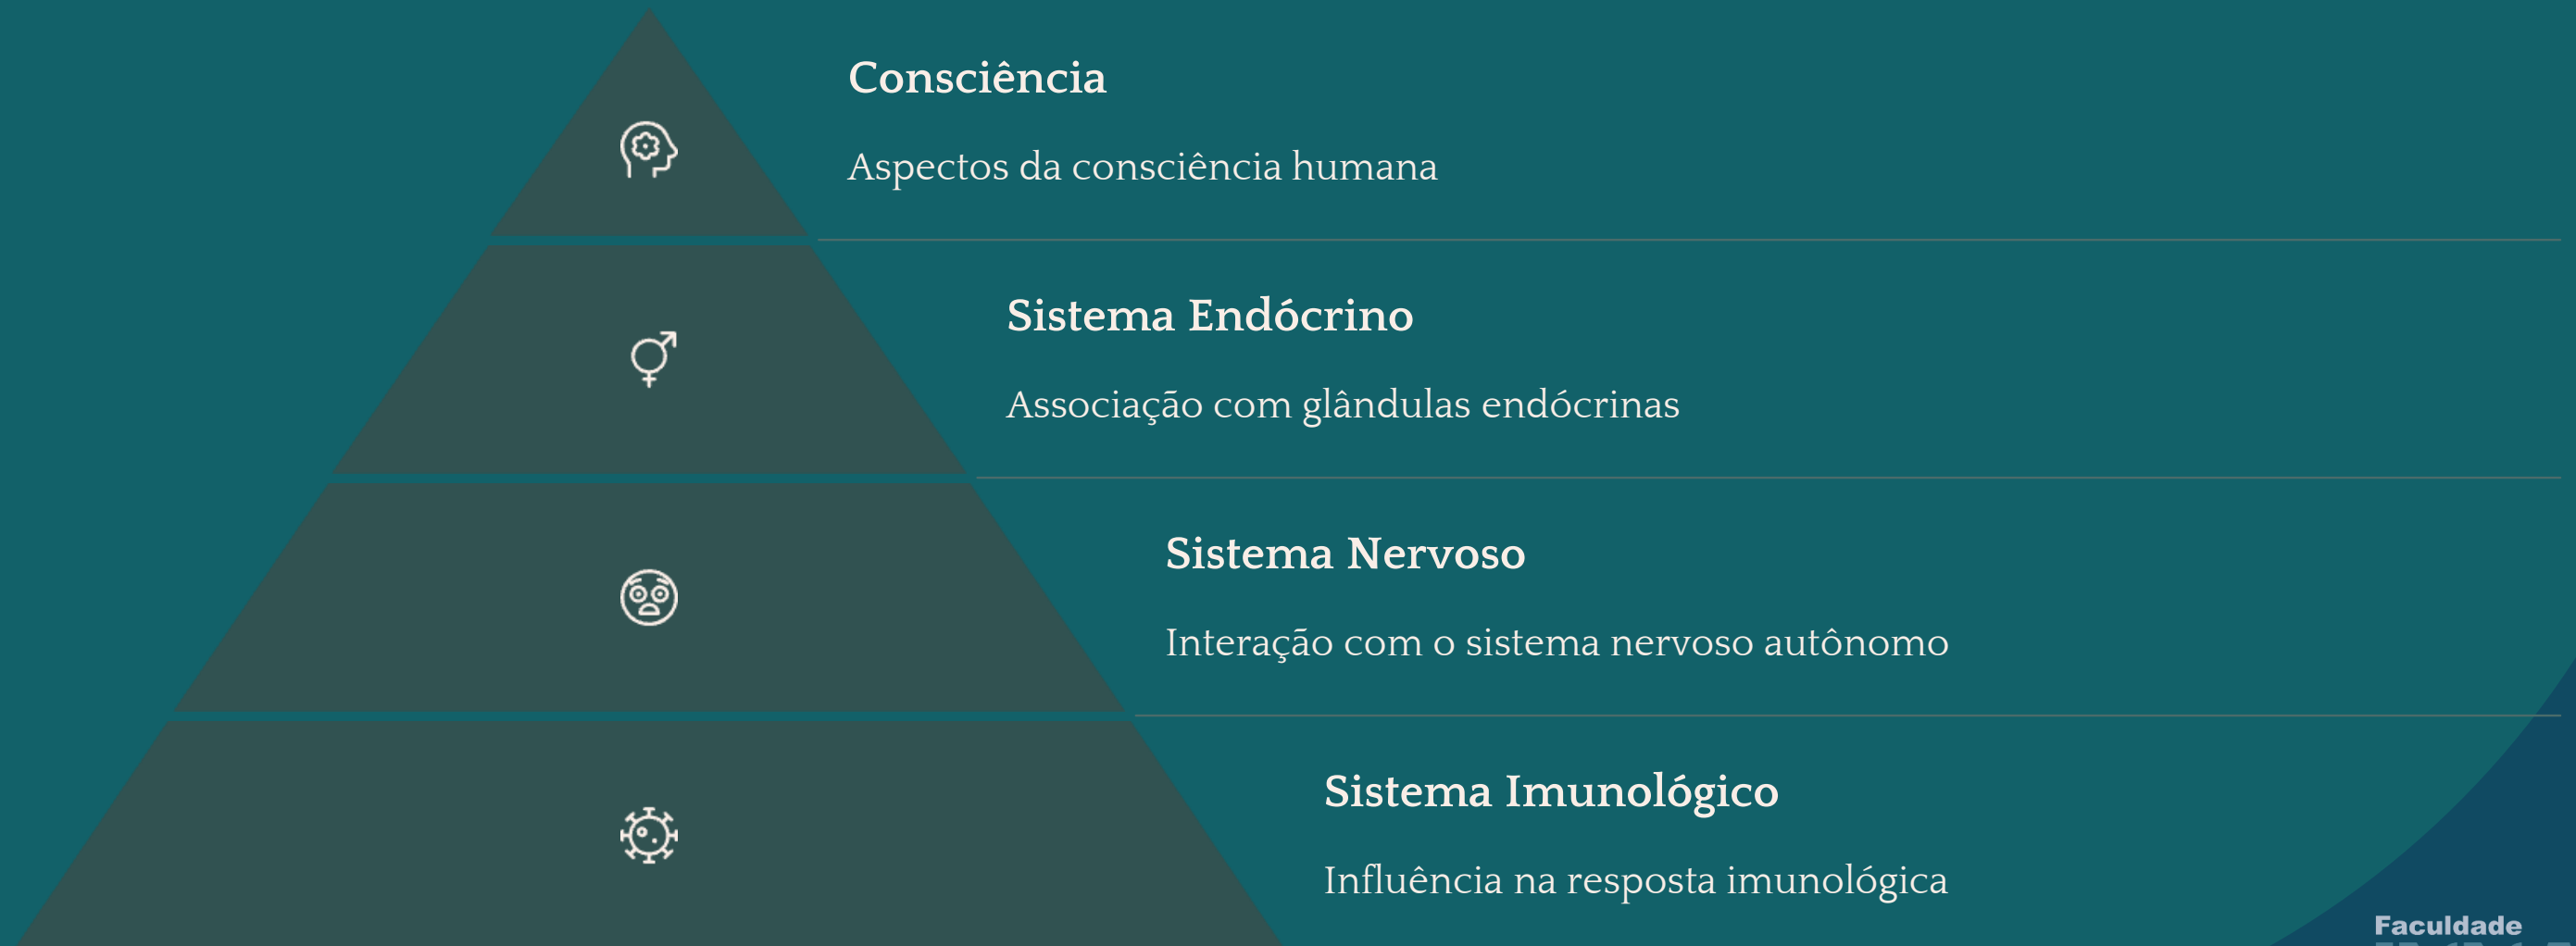 Consciência
Aspectos da consciência humana
Sistema Endócrino
Associação com glândulas endócrinas
Sistema Nervoso
Interação com o sistema nervoso autônomo
Sistema Imunológico
Influência na resposta imunológica
Faculdade